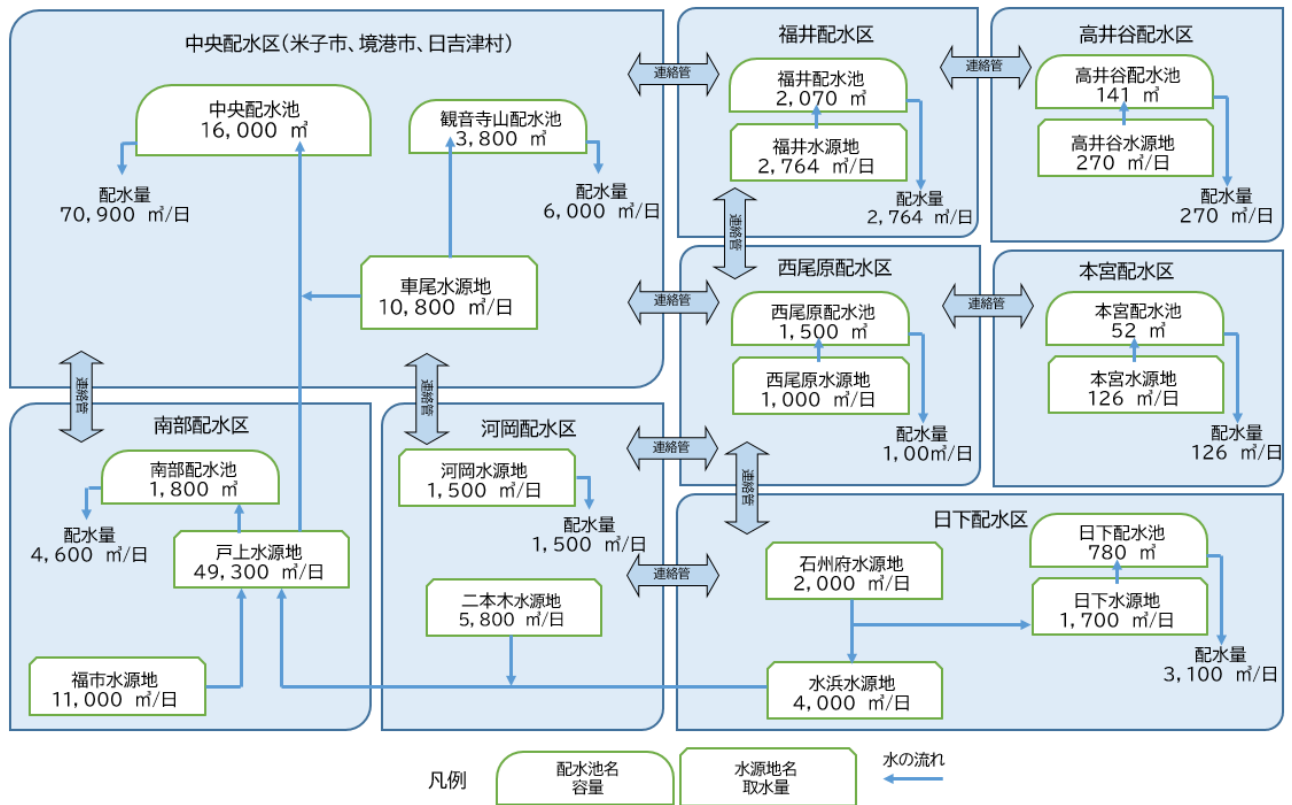 中央配水区(米子市、境港市、日吉津村)
中央配水池
16,000 ㎥
配水量
70,900 ㎥/日
観音寺山配水池
3,800 ㎥
配水量
6,000 ㎥/日
車尾水源地
10,800 ㎥/日
連絡管
福井配水区
福井配水池
2,070 ㎥
福井水源地
2,764 ㎥/日
配水量
2,764 ㎥/日
連絡管
高井谷配水区
高井谷配水池
141 ㎥
高井谷水源地
270 ㎥/日
配水量
270 ㎥/日
連絡管
連絡管
西尾原配水区
西尾原配水池
1,500 ㎥
西尾原水源地
1,000 ㎥/日
配水量
1,00㎥/日
連絡管
本宮配水区
本宮配水池
52 ㎥
本宮水源地
126 ㎥/日
配水量
126 ㎥/日
連絡管
南部配水区
南部配水池
1,800 ㎥
配水量
4,600 ㎥/日
戸上水源地
49,300 ㎥/日
福市水源地
11,000 ㎥/日
連絡管
河岡配水区
河岡水源地
1,500 ㎥/日
配水量
1,500 ㎥/日
二本木水源地
5,800 ㎥/日
連絡管
連絡管
連絡管
日下配水区
石州府水源地
2,000 ㎥/日
日下配水池
780 ㎥
日下水源地
1,700 ㎥/日
配水量
3,100 ㎥/日
水浜水源地
4,000 ㎥/日
凡例
配水池名
容量
水源地名
取水量
水の流れ